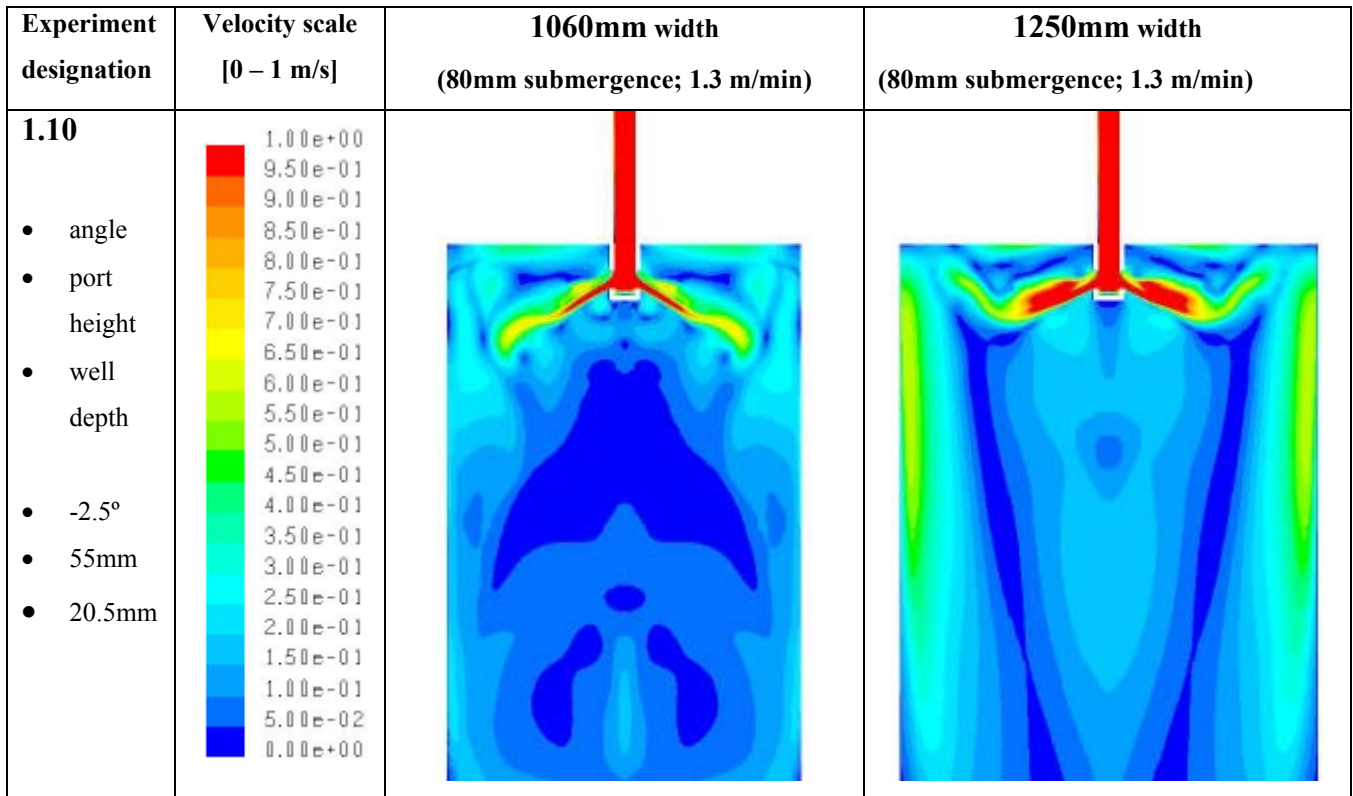 Experiment designation
Velocity scale
[0 – 1 m/s]
1060mm width
(80mm submergence; 1.3 m/min)
1250mm width
(80mm submergence; 1.3 m/min)
1.10
• angle
• port
height
• well
depth
• -2.5º
• 55mm
• 20.5mm
1.00e+00
9.50e-01
9.00e-01
8.50e-01
8.00e-01
7.50e-01
7.00e-01
6.50e-01
6.00e-01
5.50e-01
5.00e-01
4.50e-01
4.00e-01
3.50e-01
3.00e-01
2.50e-01
2.00e-01
1.50e-01
1.00e-01
5.00e-02
0.00e+00